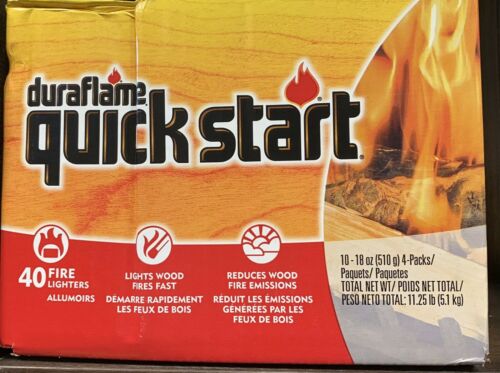 duraflame®
quick start®
40 FIRE
LIGHTERS
ALLUMOIRS
LIGHTS WOOD
FIRES FAST
DÉMARRE RAPIDEMENT
LES FEUX DE BOIS
REDUCES WOOD
FIRE EMISSIONS
RÉDUIT LES ÉMISSIONS
GÉNÉRÉES PAR LES
FEUX DE BOIS
10 - 18 oz (510 g) 4-Packs/
Paquets/ Paquetes
TOTAL NET WT/ POIDS NET TOTAL/
PESO NETO TOTAL: 11.25 lb (5.1 kg)